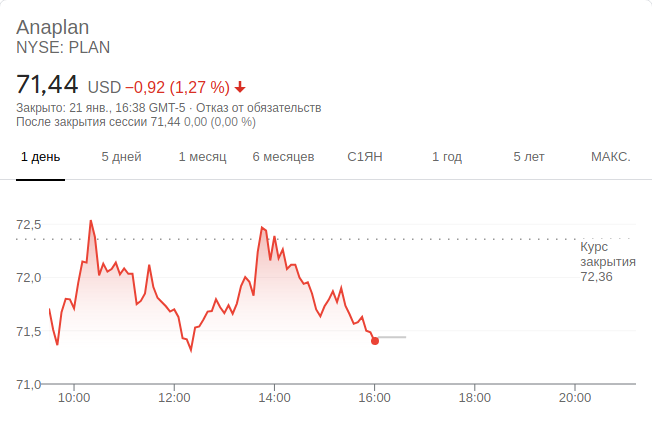 Anaplan
NYSE: PLAN
71,44 USD −0,92 (1,27 %)
Закрыто: 21 янв., 16:38 GMT-5 · Отказ от обязательств
После закрытия сессии 71,44 0,00 (0,00 %)
1 день 5 дней 1 месяц 6 месяцев С1ЯН 1 год 5 лет МАКС.
72,5
Курс
закрытия
72,36
72,0
71,5
71,0
10:00 12:00 14:00 16:00 18:00 20:00